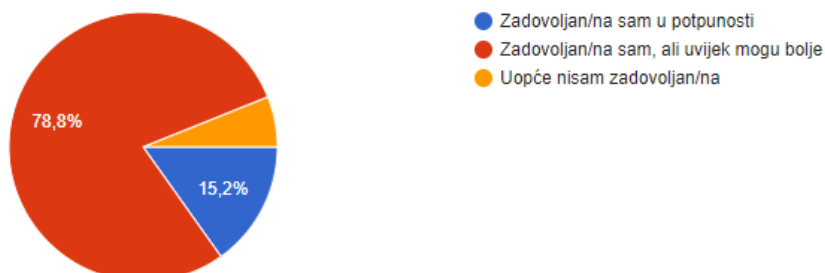 Zadovoljan/na sam u potpunosti
Zadovoljan/na sam, ali uvijek mogu bolje
Uopće nisam zadovoljan/na
78,8%
15,2%